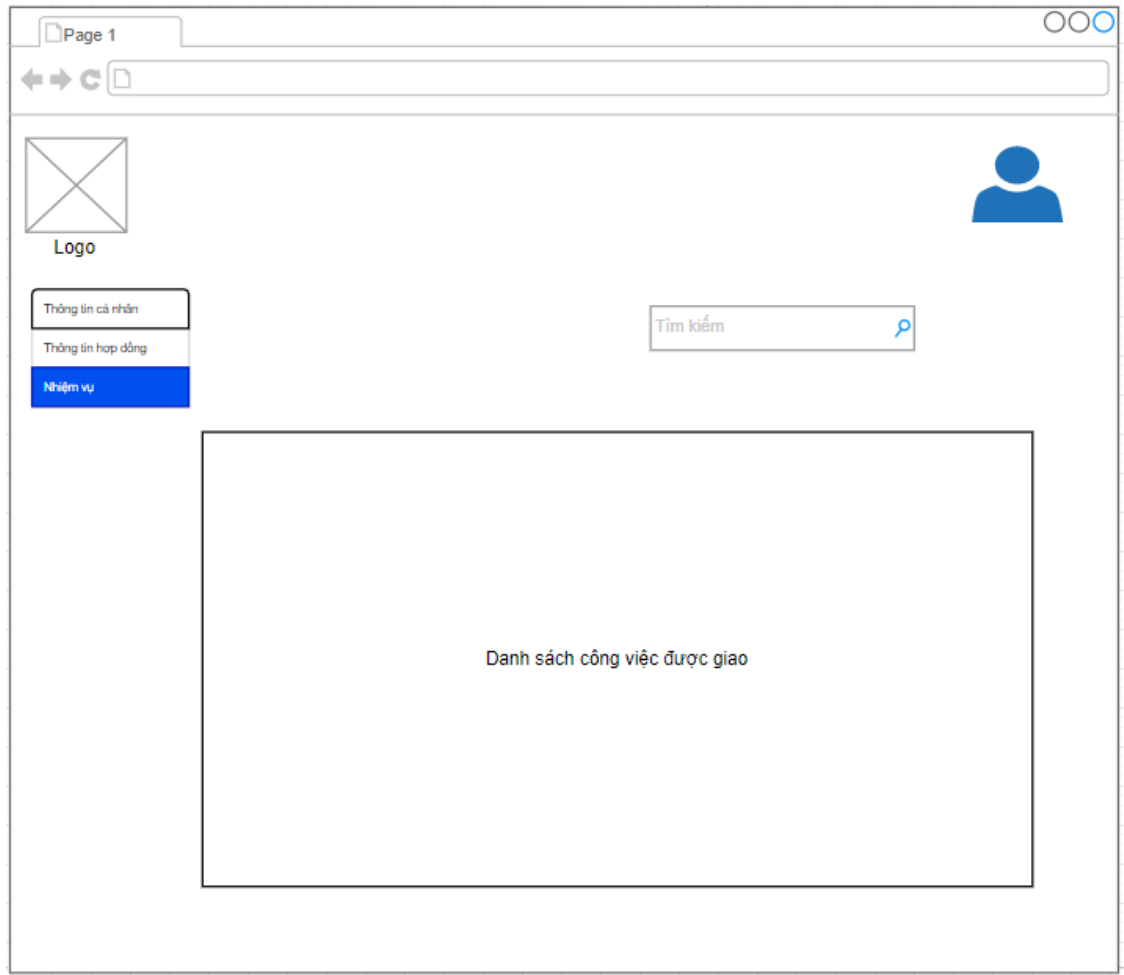 Page 1
Logo
Thông tin cá nhân
Thông tin hợp đồng
Nhiệm vụ
Tìm kiếm
Danh sách công việc được giao